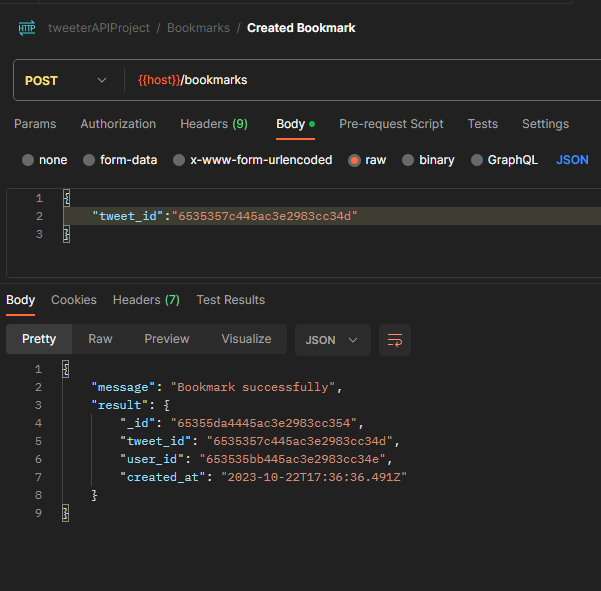 HTTP tweeterAPIProject / Bookmarks / Created Bookmark
POST {{host}}/bookmarks
Params Authorization Headers (9) Body Pre-request Script Tests Settings
none form-data x-www-form-urlencoded raw binary GraphQL JSON
1 {
2 "tweet_id":"6535357c445ac3e2983cc34d"
3 }
Body Cookies Headers (7) Test Results
Pretty Raw Preview Visualize JSON
1 {
2 "message": "Bookmark successfully",
3 "result": {
4 "_id": "65355da4445ac3e2983cc354",
5 "tweet_id": "6535357c445ac3e2983cc34d",
6 "user_id": "653535bb445ac3e2983cc34e",
7 "created_at": "2023-10-22T17:36:36.491Z"
8 }
9 }